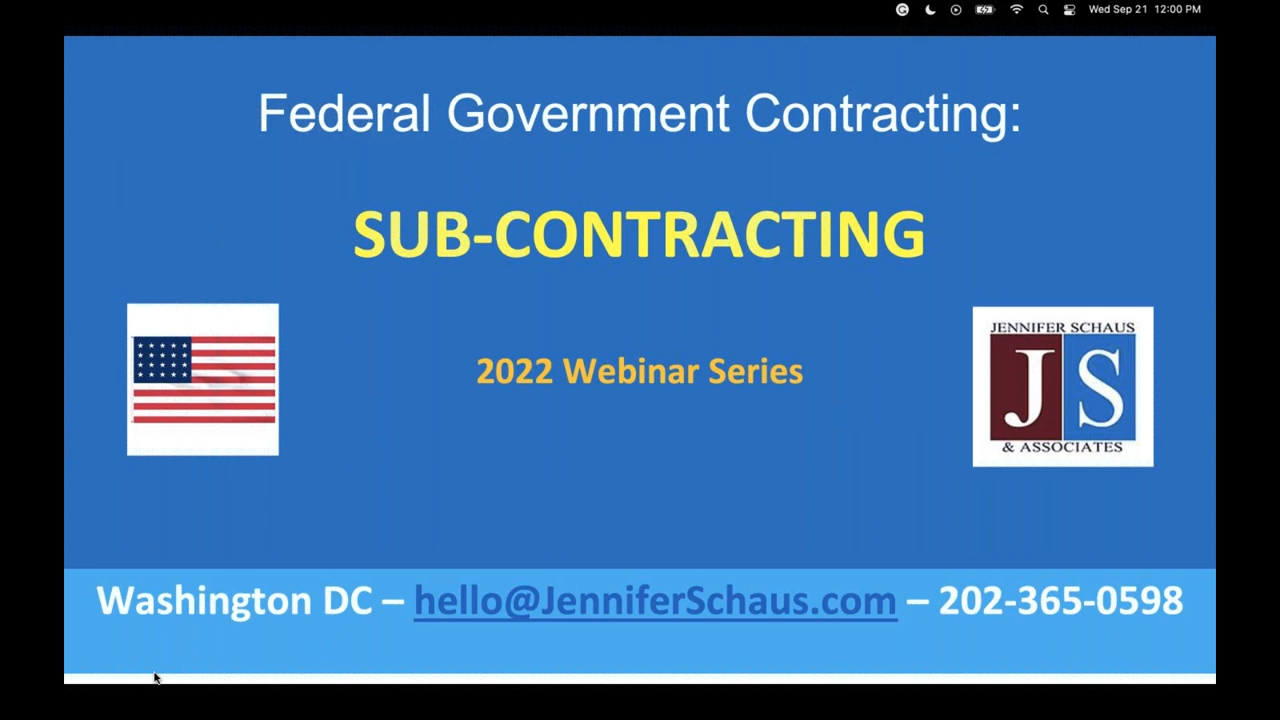 Wed Sep 21 12:00 PM
Federal Government Contracting:
SUB-CONTRACTING
2022 Webinar Series
JENNIFER SCHAUS
JS
& ASSOCIATES
Washington DC – hello@JenniferSchaus.com – 202-365-0598